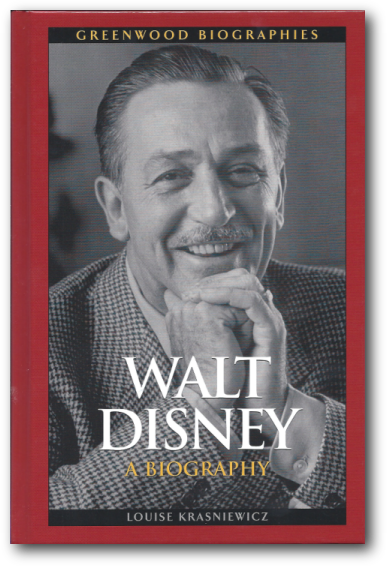 GREENWOOD BIOGRAPHIES
WALT
DISNEY
A BIOGRAPHY
LOUISE KRASNIEWICZ